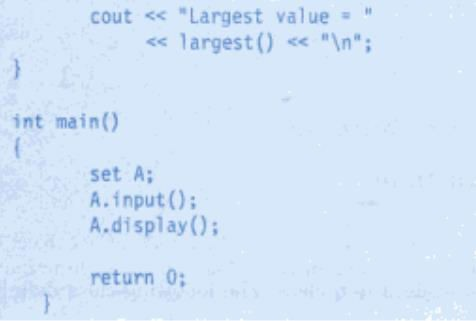 cout << "Largest value = "
<< largest() << "\n";
}
int main()
{
set A;
A.input();
A.display();
return 0;
}